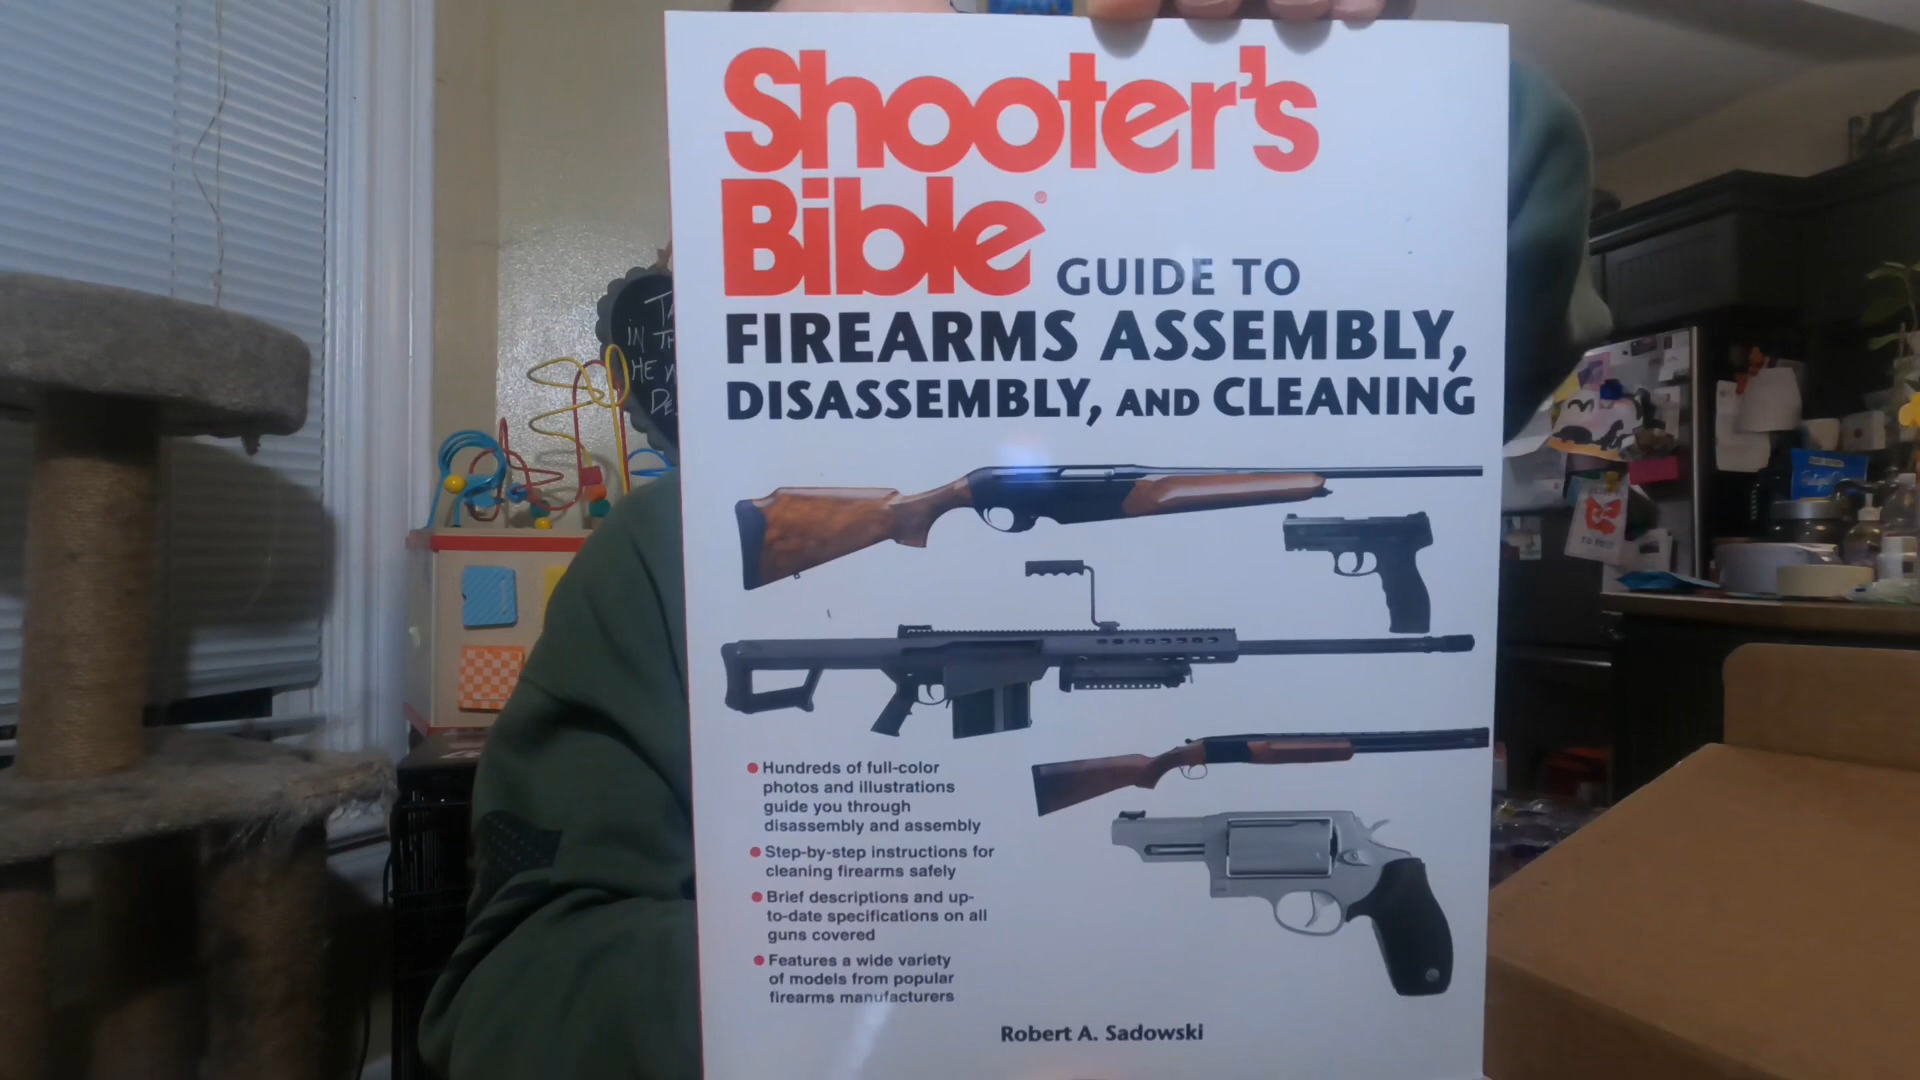 Shooter's
Bible® GUIDE TO
FIREARMS ASSEMBLY,
DISASSEMBLY, AND CLEANING
Hundreds of full-color
photos and illustrations
guide you through
disassembly and assembly
Step-by-step instructions for
cleaning firearms safely
Brief descriptions and up-
to-date specifications on all
guns covered
Features a wide variety
of models from popular
firearms manufacturers
Robert A. Sadowski
IN
HE